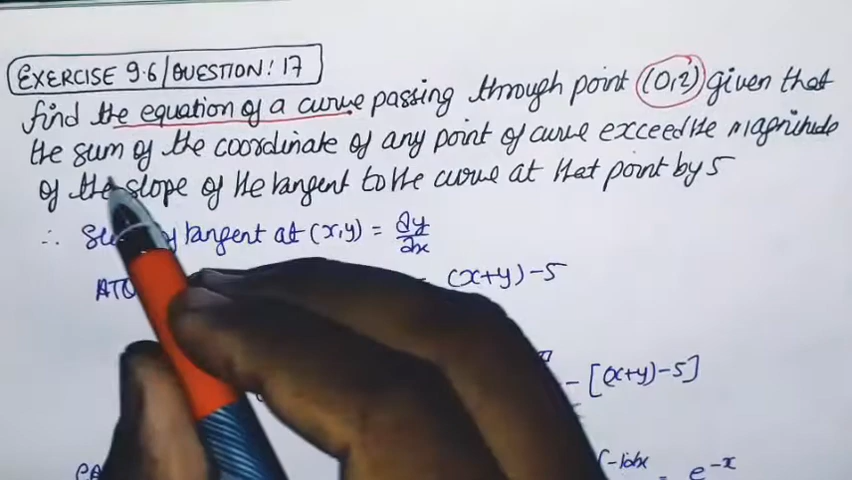 EXERCISE 9.6/QUESTION: 17
find the equation of a curve passing through point (0,2) given that
the sum of the coordinate of any point of curve exceed the magnitude
of the slope of the tangent to the curve at that point by 5
∴ tangent at (x,y) = dy/dx
= (x+y)-5
- [(x+y)-5]
∫-1dx = e^-x